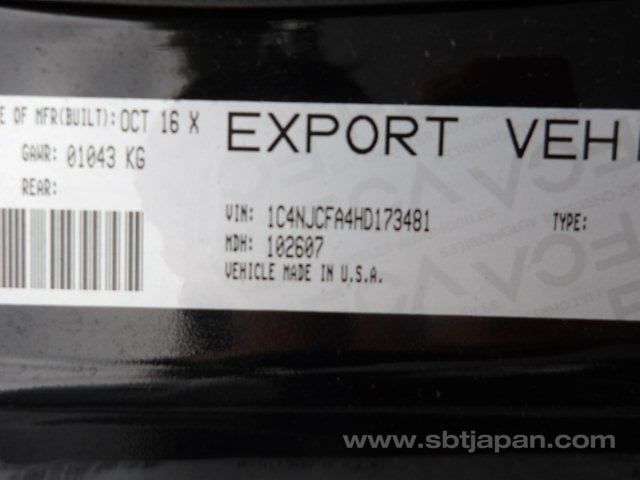 E OF MFR(BUILT): OCT 16 X
GAWR: 01043 KG
REAR:
EXPORT VEHI
VIN: 1C4NJCFA4HD173481
TYPE:
MDH: 102607
VEHICLE MADE IN U.S.A.
www.sbtjapan.com